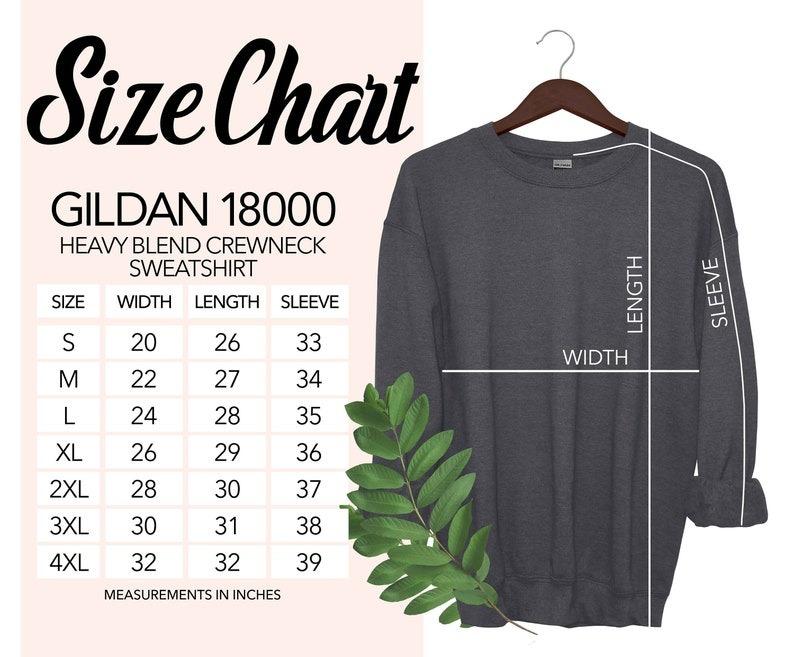 Size Chart
GILDAN 18000
HEAVY BLEND CREWNECK
SWEATSHIRT
SIZE WIDTH LENGTH SLEEVE
S 20 26 33
M 22 27 34
L 24 28 35
XL 26 29 36
2XL 28 30 37
3XL 30 31 38
4XL 32 32 39
MEASUREMENTS IN INCHES
WIDTH
LENGTH
SLEEVE